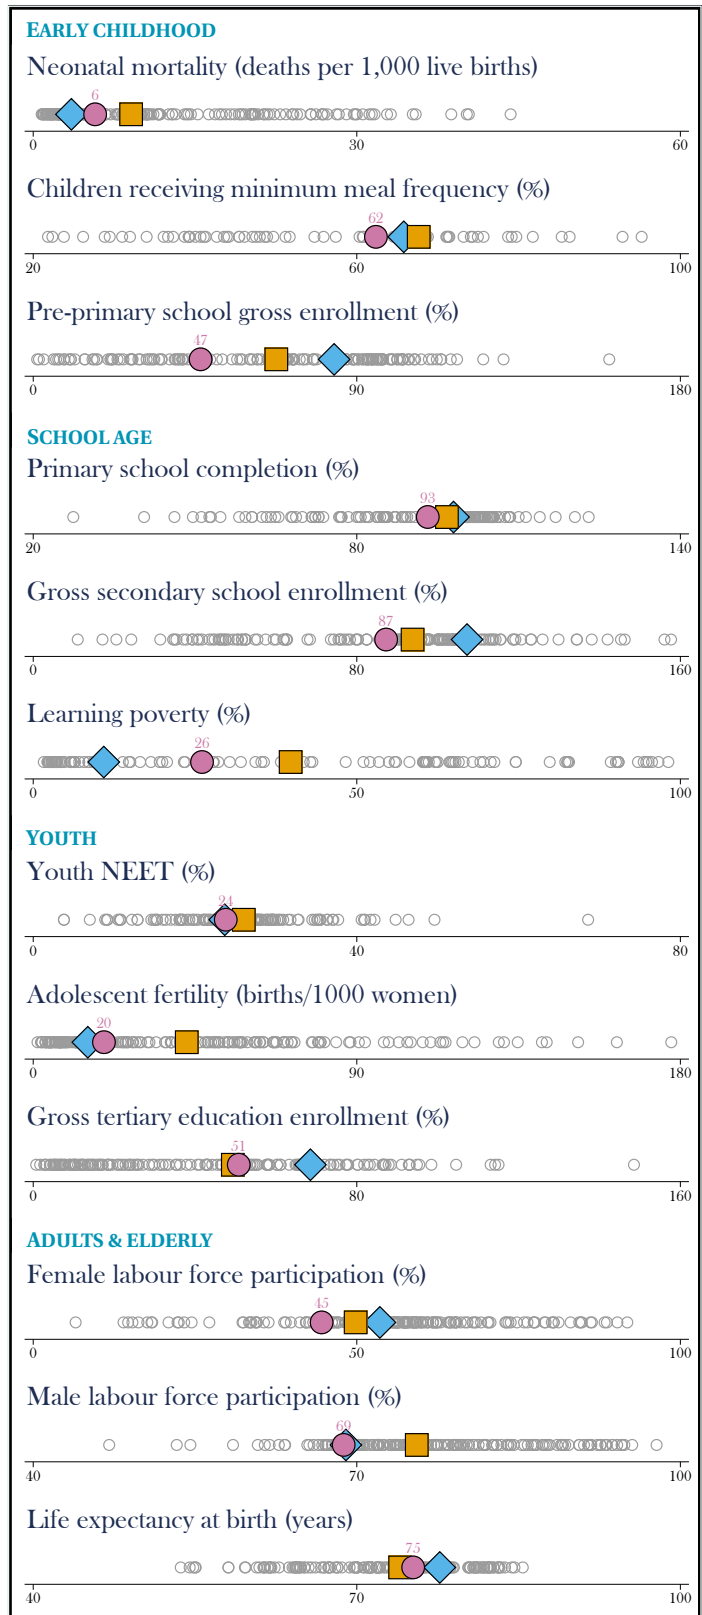 EARLY CHILDHOOD
Neonatal mortality (deaths per 1,000 live births)
6
0 30 60
Children receiving minimum meal frequency (%)
62
20 60 100
Pre-primary school gross enrollment (%)
47
0 90 180
SCHOOL AGE
Primary school completion (%)
93
20 80 140
Gross secondary school enrollment (%)
87
0 80 160
Learning poverty (%)
26
0 50 100
YOUTH
Youth NEET (%)
24
0 40 80
Adolescent fertility (births/1000 women)
20
0 90 180
Gross tertiary education enrollment (%)
51
0 80 160
ADULTS & ELDERLY
Female labour force participation (%)
45
0 50 100
Male labour force participation (%)
69
40 70 100
Life expectancy at birth (years)
75
40 70 100